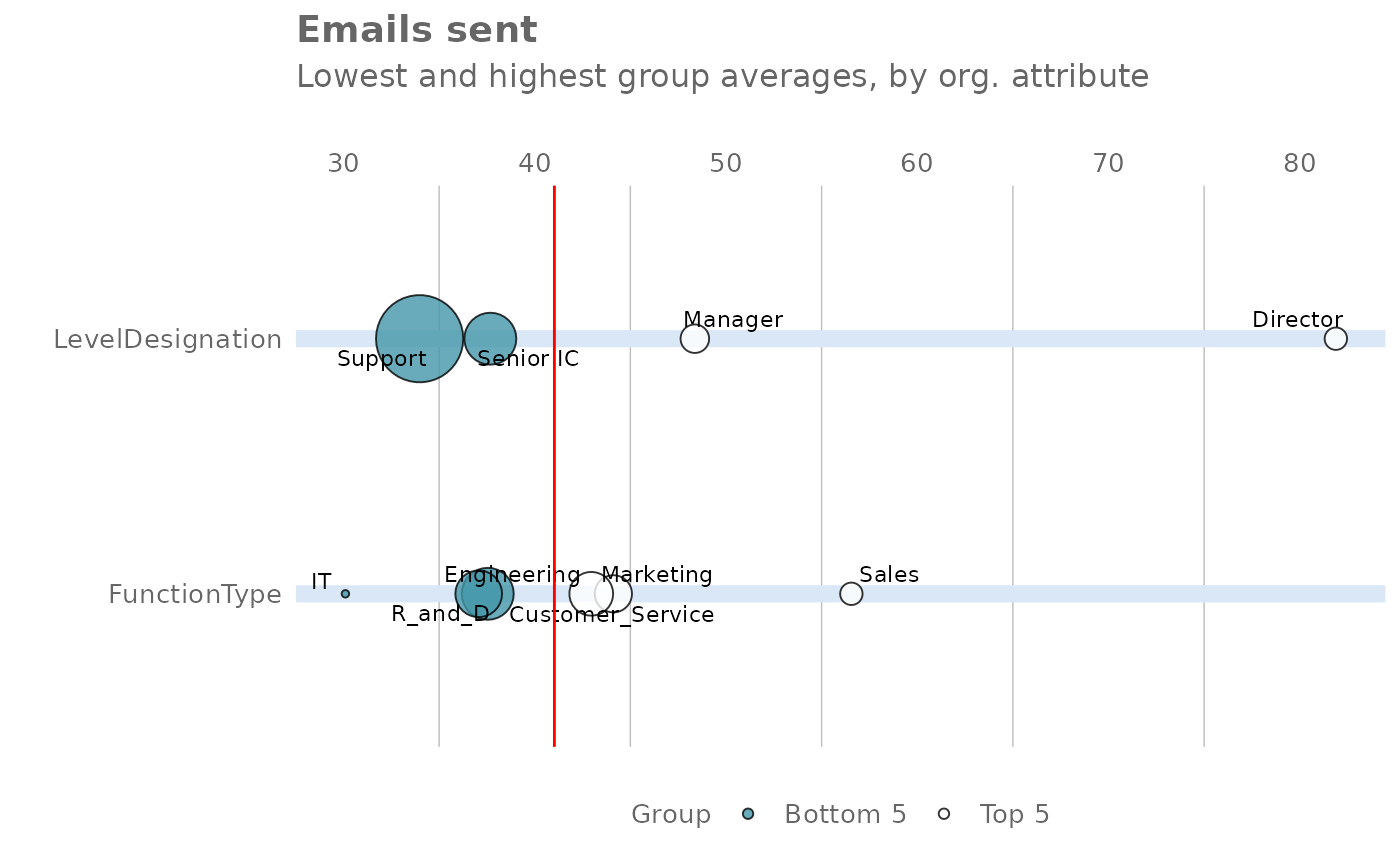 Emails sent
Lowest and highest group averages, by org. attribute
30 40 50 60 70 80
Manager Director
LevelDesignation
Support Senior IC
IT Engineering Marketing Sales
FunctionType
R_and_D Customer_Service
Group Bottom 5 Top 5